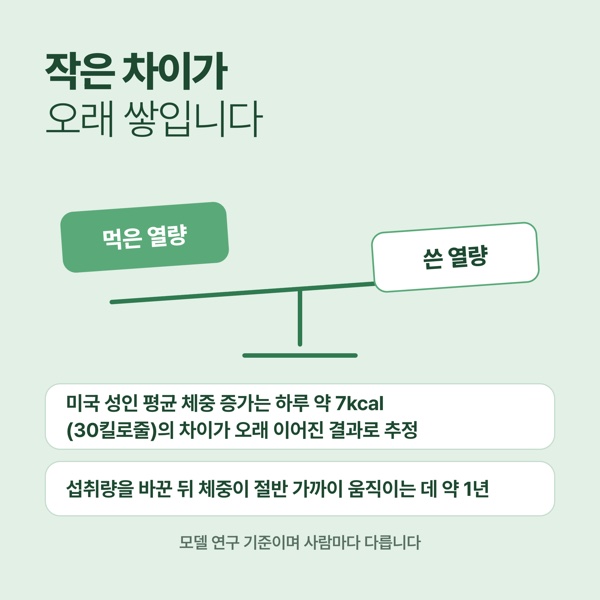 작은 차이가
오래 쌓입니다
먹은 열량
쓴 열량
미국 성인 평균 체중 증가는 하루 약 7kcal
(30킬로줄)의 차이가 오래 이어진 결과로 추정
섭취량을 바꾼 뒤 체중이 절반 가까이 움직이는 데 약 1년
모델 연구 기준이며 사람마다 다릅니다